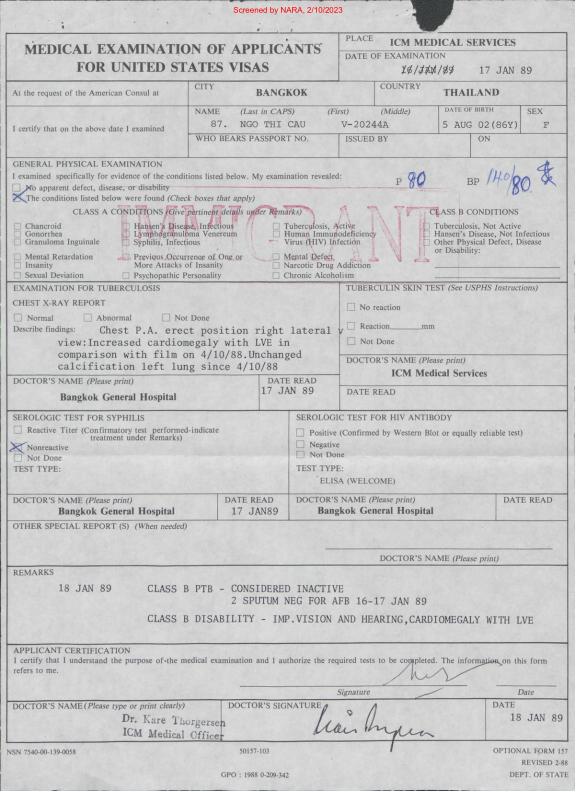 Screened by NARA, 2/10/2023
MEDICAL EXAMINATION OF APPLICANTS
FOR UNITED STATES VISAS
PLACE ICM MEDICAL SERVICES
DATE OF EXAMINATION
16/JAN/89 17 JAN 89
At the request of the American Consul at
CITY
BANGKOK
COUNTRY
THAILAND
I certify that on the above date I examined
NAME (Last in CAPS) (First) (Middle)
87. NGO THI CAU V-20244A
DATE OF BIRTH
5 AUG 02(86Y)
SEX
F
WHO BEARS PASSPORT NO.
ISSUED BY
ON
GENERAL PHYSICAL EXAMINATION
I examined specifically for evidence of the conditions listed below. My examination revealed:
No apparent defect, disease, or disability
The conditions listed below were found (Check boxes that apply)
P 80
BP 140/80
IMMIGRANT
CLASS A CONDITIONS (Give pertinent details under Remarks)
Chancroid
Gonorrhea
Granuloma Inguinale
Mental Retardation
Insanity
Sexual Deviation
Hansen's Disease, Infectious
Lymphogranuloma Venereum
Syphilis, Infectious
Previous Occurrence of One or
More Attacks of Insanity
Psychopathic Personality
Tuberculosis, Active
Human Immunodeficiency
Virus (HIV) Infection
Mental Defect
Narcotic Drug Addiction
Chronic Alcoholism
CLASS B CONDITIONS
Tuberculosis, Not Active
Hansen's Disease, Not Infectious
Other Physical Defect, Disease
or Disability:
EXAMINATION FOR TUBERCULOSIS
CHEST X-RAY REPORT
Normal Abnormal Not Done
Describe findings: Chest P.A. erect position right lateral v
view:Increased cardiomegaly with LVE in
comparison with film on 4/10/88.Unchanged
calcification left lung since 4/10/88
DOCTOR'S NAME (Please print)
Bangkok General Hospital
DATE READ
17 JAN 89
TUBERCULIN SKIN TEST (See USPHS Instructions)
No reaction
Reaction mm
Not Done
DOCTOR'S NAME (Please print)
ICM Medical Services
DATE READ
SEROLOGIC TEST FOR SYPHILIS
Reactive Titer (Confirmatory test performed-indicate
treatment under Remarks)
Nonreactive
Not Done
TEST TYPE:
DOCTOR'S NAME (Please print)
Bangkok General Hospital
DATE READ
17 JAN89
SEROLOGIC TEST FOR HIV ANTIBODY
Positive (Confirmed by Western Blot or equally reliable test)
Negative
Not Done
TEST TYPE:
ELISA (WELCOME)
DOCTOR'S NAME (Please print)
Bangkok General Hospital
DATE READ
OTHER SPECIAL REPORT (S) (When needed)
DOCTOR'S NAME (Please print)
REMARKS
18 JAN 89 CLASS B PTB - CONSIDERED INACTIVE
2 SPUTUM NEG FOR AFB 16-17 JAN 89
CLASS B DISABILITY - IMP.VISION AND HEARING,CARDIOMEGALY WITH LVE
APPLICANT CERTIFICATION
I certify that I understand the purpose of the medical examination and I authorize the required tests to be completed. The information on this form
refers to me.
Signature
Date
DOCTOR'S NAME (Please type or print clearly)
Dr. Kare Thorgersen
ICM Medical Officer
DOCTOR'S SIGNATURE
DATE
18 JAN 89
NSN 7540-00-139-0058
50157-103
OPTIONAL FORM 157
REVISED 2-88
DEPT. OF STATE
GPO : 1988 0-209-342